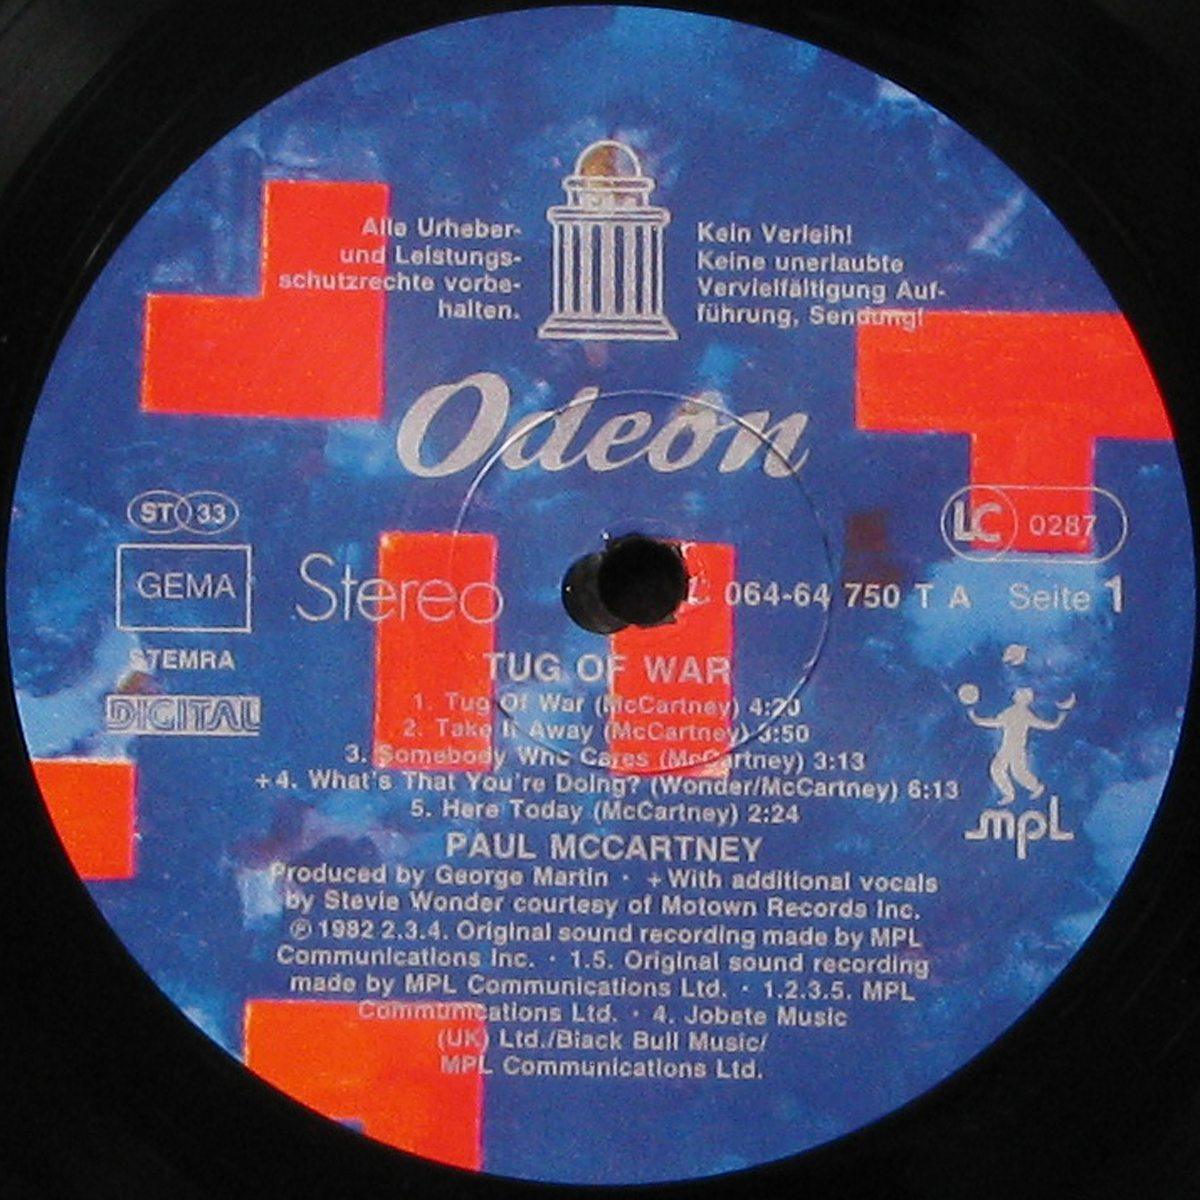 Alle Urheber-
und Leistungs-
schutzrechte vorbe-
halten.
Kein Verleih!
Keine unerlaubte
Vervielfältigung Auf-
führung, Sendung!
Odeon
ST 33
GEMA
STEMRA
DIGITAL
Stereo
LC 0287
064-64 750 T A Seite 1
mpL
TUG OF WAR
1. Tug Of War (McCartney) 4:20
2. Take It Away (McCartney) 3:50
3. Somebody Who Cares (McCartney) 3:13
+4. What's That You're Doing? (Wonder/McCartney) 6:13
5. Here Today (McCartney) 2:24
PAUL MCCARTNEY
Produced by George Martin · +With additional vocals
by Stevie Wonder courtesy of Motown Records Inc.
℗ 1982 2.3.4. Original sound recording made by MPL
Communications Inc. · 1.5. Original sound recording
made by MPL Communications Ltd. · 1.2.3.5. MPL
Communications Ltd. · 4. Jobete Music
(UK) Ltd./Black Bull Music/
MPL Communications Ltd.